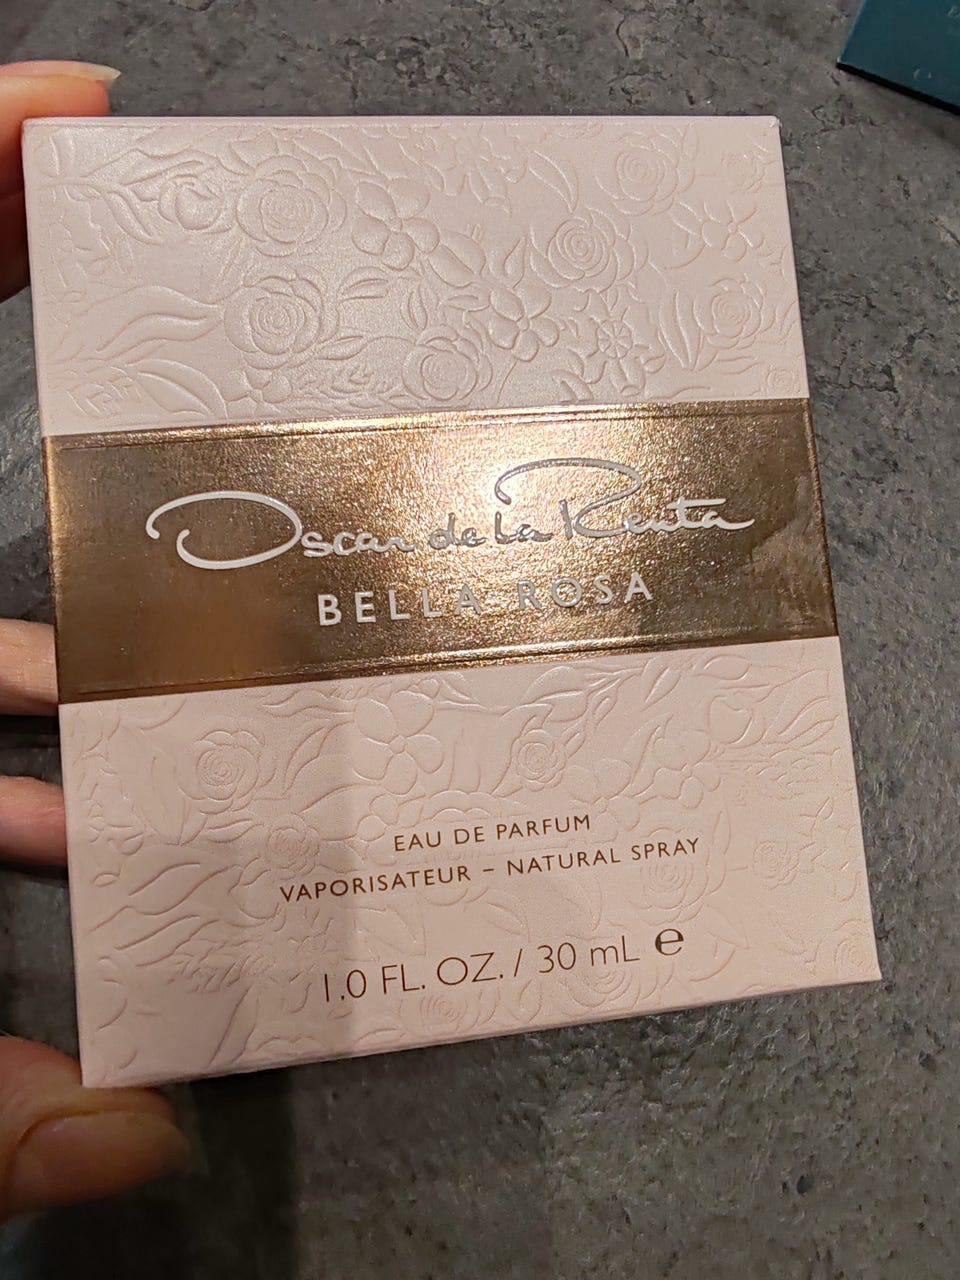 Oscar de la Renta
BELLA ROSA
EAU DE PARFUM
VAPORISATEUR – NATURAL SPRAY
1.0 FL. OZ. / 30 mL ℮